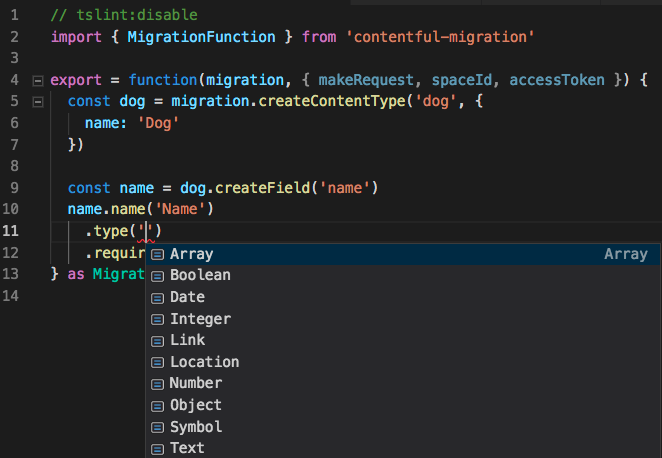 1 // tslint:disable
2 import { MigrationFunction } from 'contentful-migration'
3
4 export = function(migration, { makeRequest, spaceId, accessToken }) {
5 const dog = migration.createContentType('dog', {
6 name: 'Dog'
7 })
8
9 const name = dog.createField('name')
10 name.name('Name')
11 .type('')
12 .requir
13 } as Migrat
14
Array Array
Boolean
Date
Integer
Link
Location
Number
Object
Symbol
Text